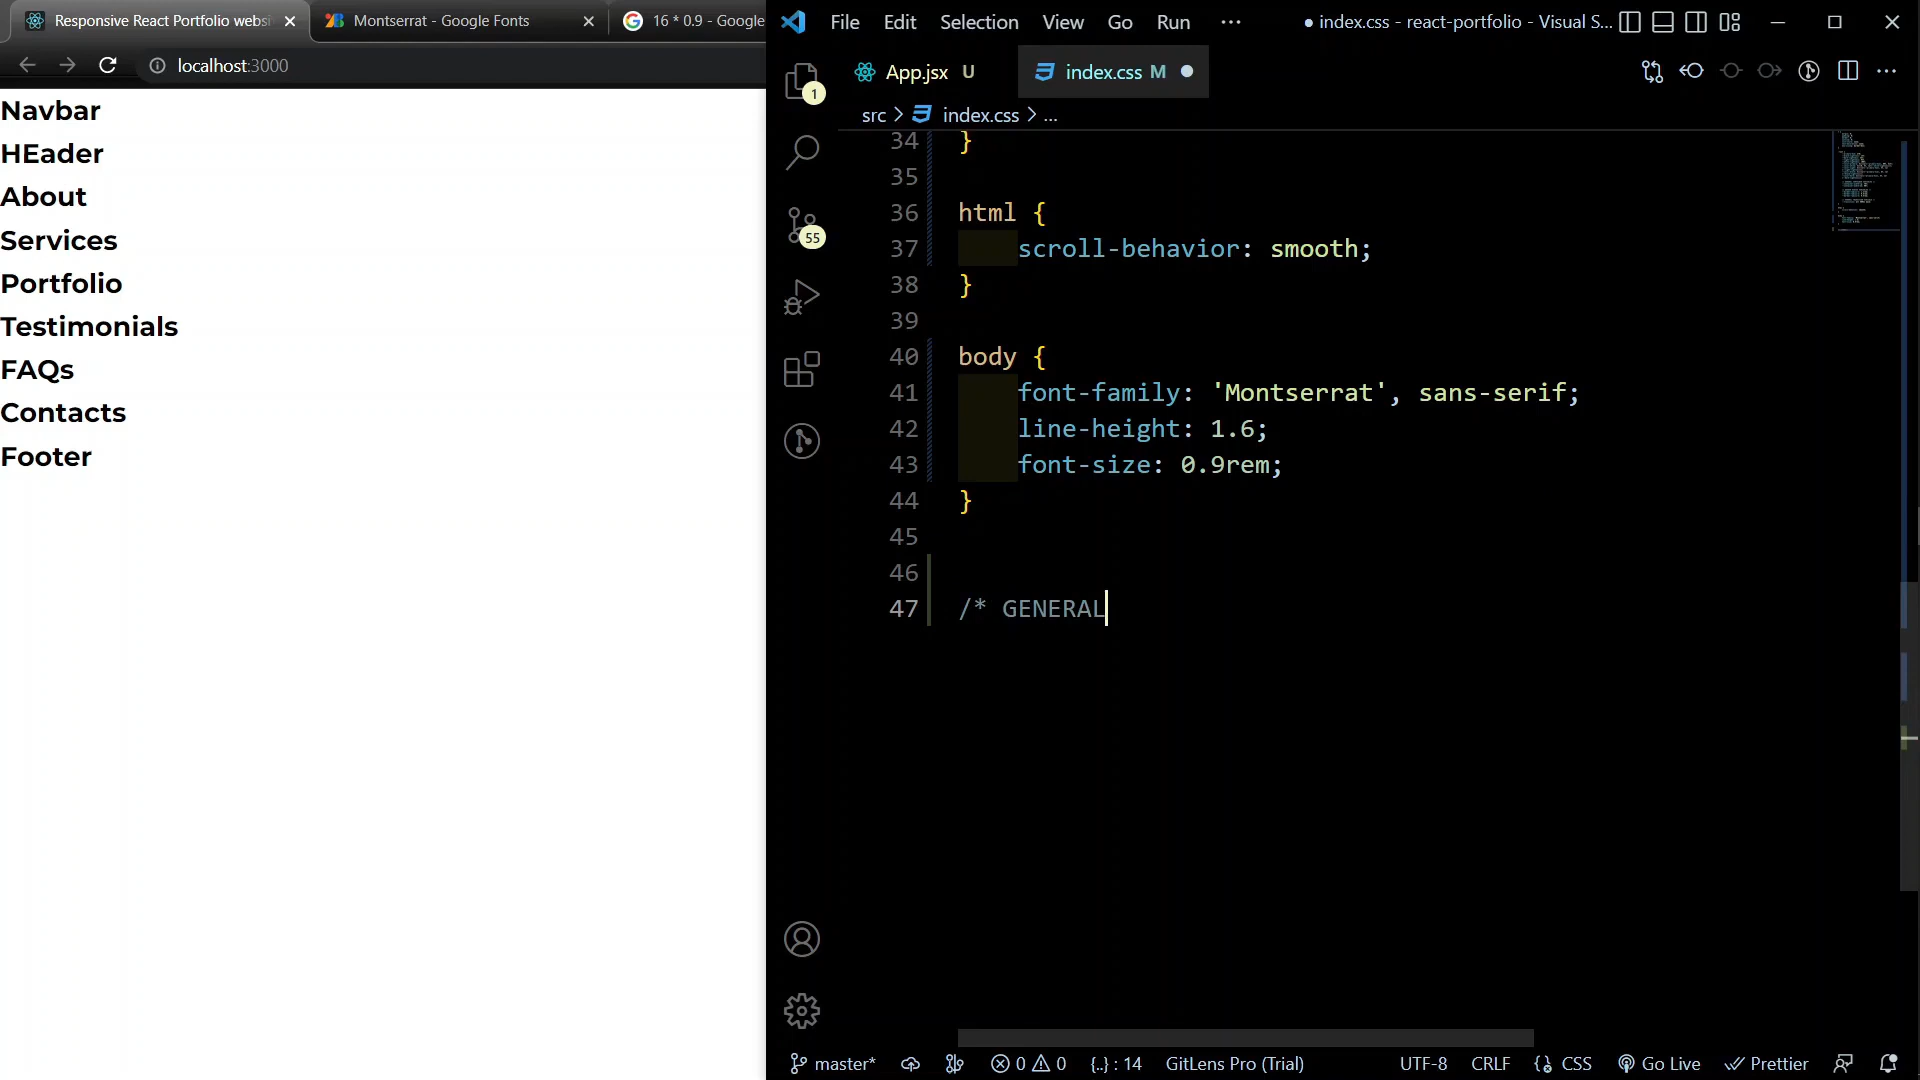 Responsive React Portfolio websi
Montserrat - Google Fonts
16 * 0.9 - Google
localhost:3000
Navbar
HEader
About
Services
Portfolio
Testimonials
FAQs
Contacts
Footer
File Edit Selection View Go Run ···
● index.css - react-portfolio - Visual S...
App.jsx U
index.css M
src > index.css > ...
1
55
34 }
35
36 html {
37 scroll-behavior: smooth;
38 }
39
40 body {
41 font-family: 'Montserrat', sans-serif;
42 line-height: 1.6;
43 font-size: 0.9rem;
44 }
45
46
47 /* GENERAL
master* 0 0 {..} : 14 GitLens Pro (Trial) UTF-8 CRLF CSS Go Live Prettier